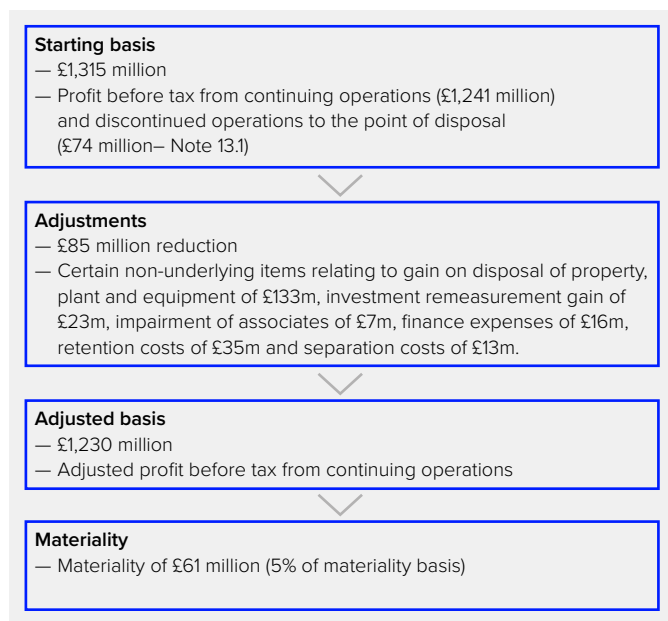 Starting basis
— £1,315 million
— Profit before tax from continuing operations (£1,241 million)
and discontinued operations to the point of disposal
(£74 million– Note 13.1)
Adjustments
— £85 million reduction
— Certain non-underlying items relating to gain on disposal of property,
plant and equipment of £133m, investment remeasurement gain of
£23m, impairment of associates of £7m, finance expenses of £16m,
retention costs of £35m and separation costs of £13m.
Adjusted basis
— £1,230 million
— Adjusted profit before tax from continuing operations
Materiality
— Materiality of £61 million (5% of materiality basis)